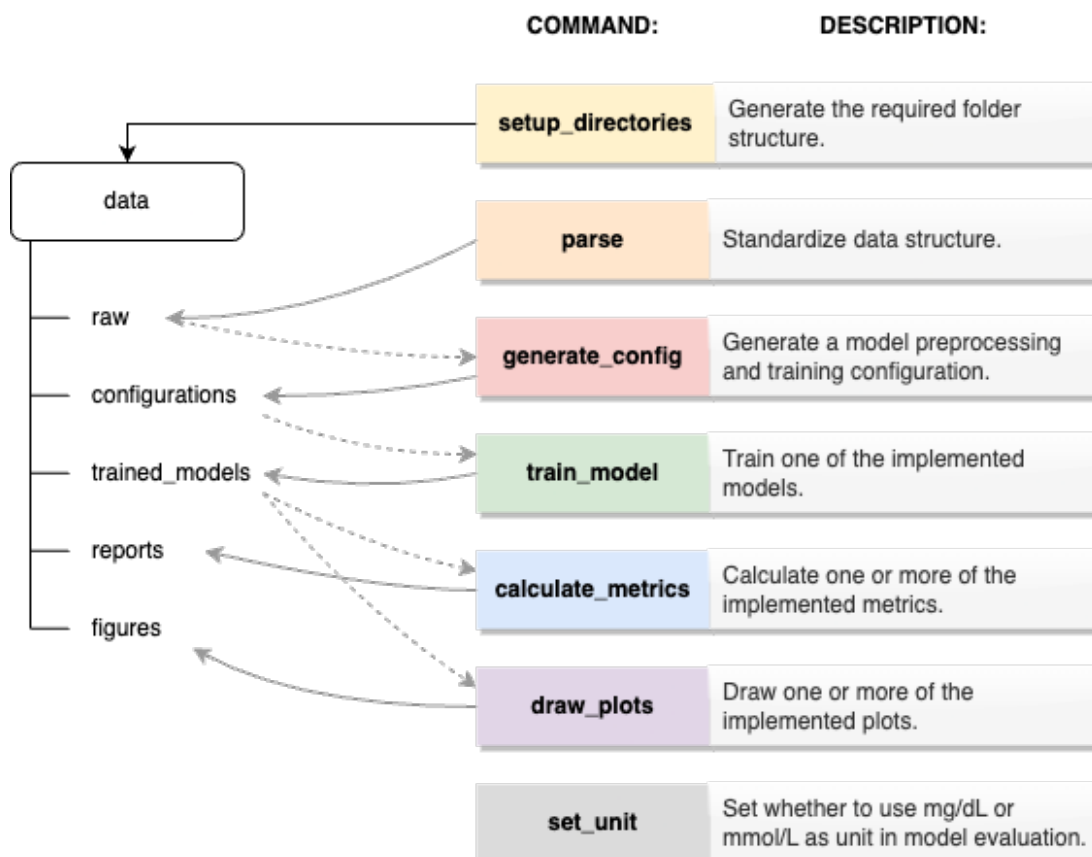 COMMAND:
DESCRIPTION:
setup_directories
Generate the required folder
structure.
data
parse
Standardize data structure.
raw
generate_config
Generate a model preprocessing
and training configuration.
configurations
trained_models
train_model
Train one of the implemented
models.
reports
calculate_metrics
Calculate one or more of the
implemented metrics.
figures
draw_plots
Draw one or more of the
implemented plots.
set_unit
Set whether to use mg/dL or
mmol/L as unit in model evaluation.